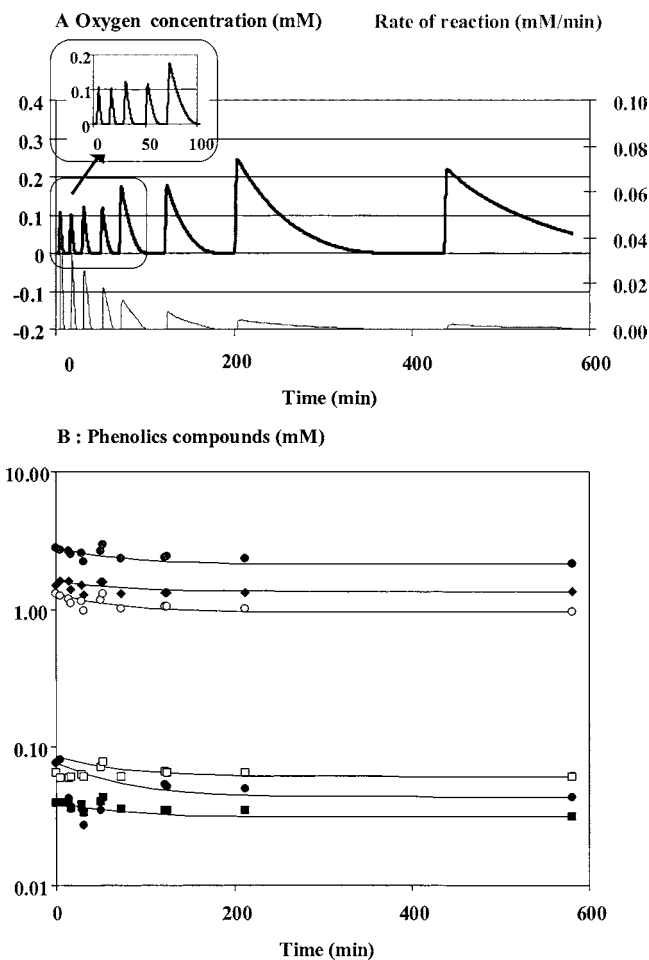 A Oxygen concentration (mM) Rate of reaction (mM/min)
0.2
0.1
0
0 50 100
0.4 0.10
0.3 0.08
0.2 0.06
0.1 0.04
0
-0.1 0.02
-0.2 0.00
0 200 400 600
Time (min)
B : Phenolics compounds (mM)
10.00
1.00
0.10
0.01
0 200 400 600
Time (min)